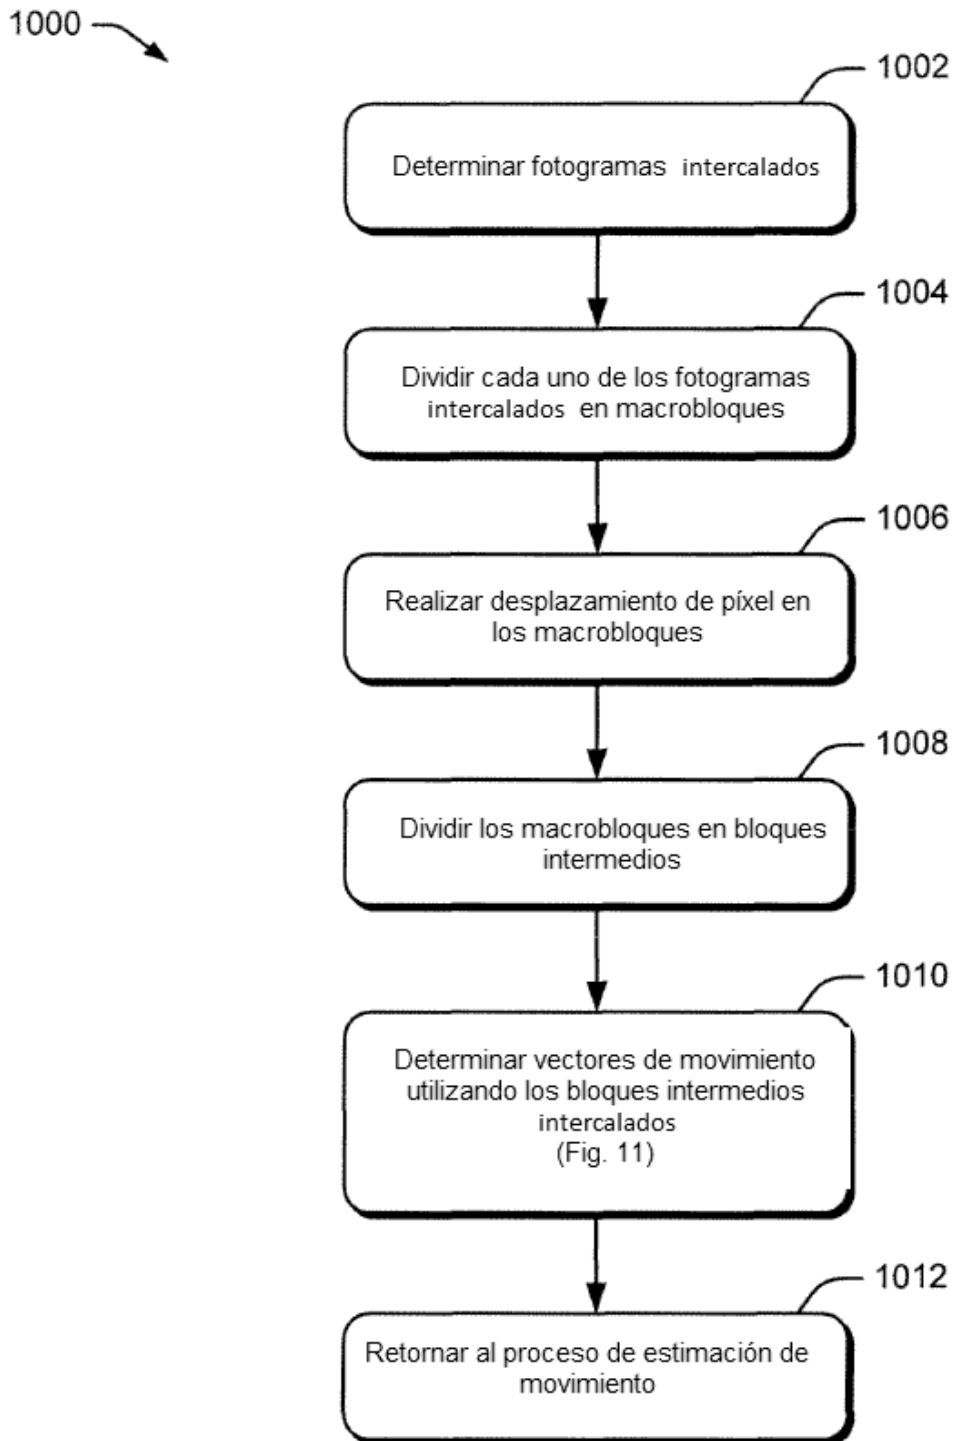 1000
1002
Determinar fotogramas intercalados
1004
Dividir cada uno de los fotogramas
intercalados en macrobloques
1006
Realizar desplazamiento de píxel en
los macrobloques
1008
Dividir los macrobloques en bloques
intermedios
1010
Determinar vectores de movimiento
utilizando los bloques intermedios
intercalados
(Fig. 11)
1012
Retornar al proceso de estimación de
movimiento